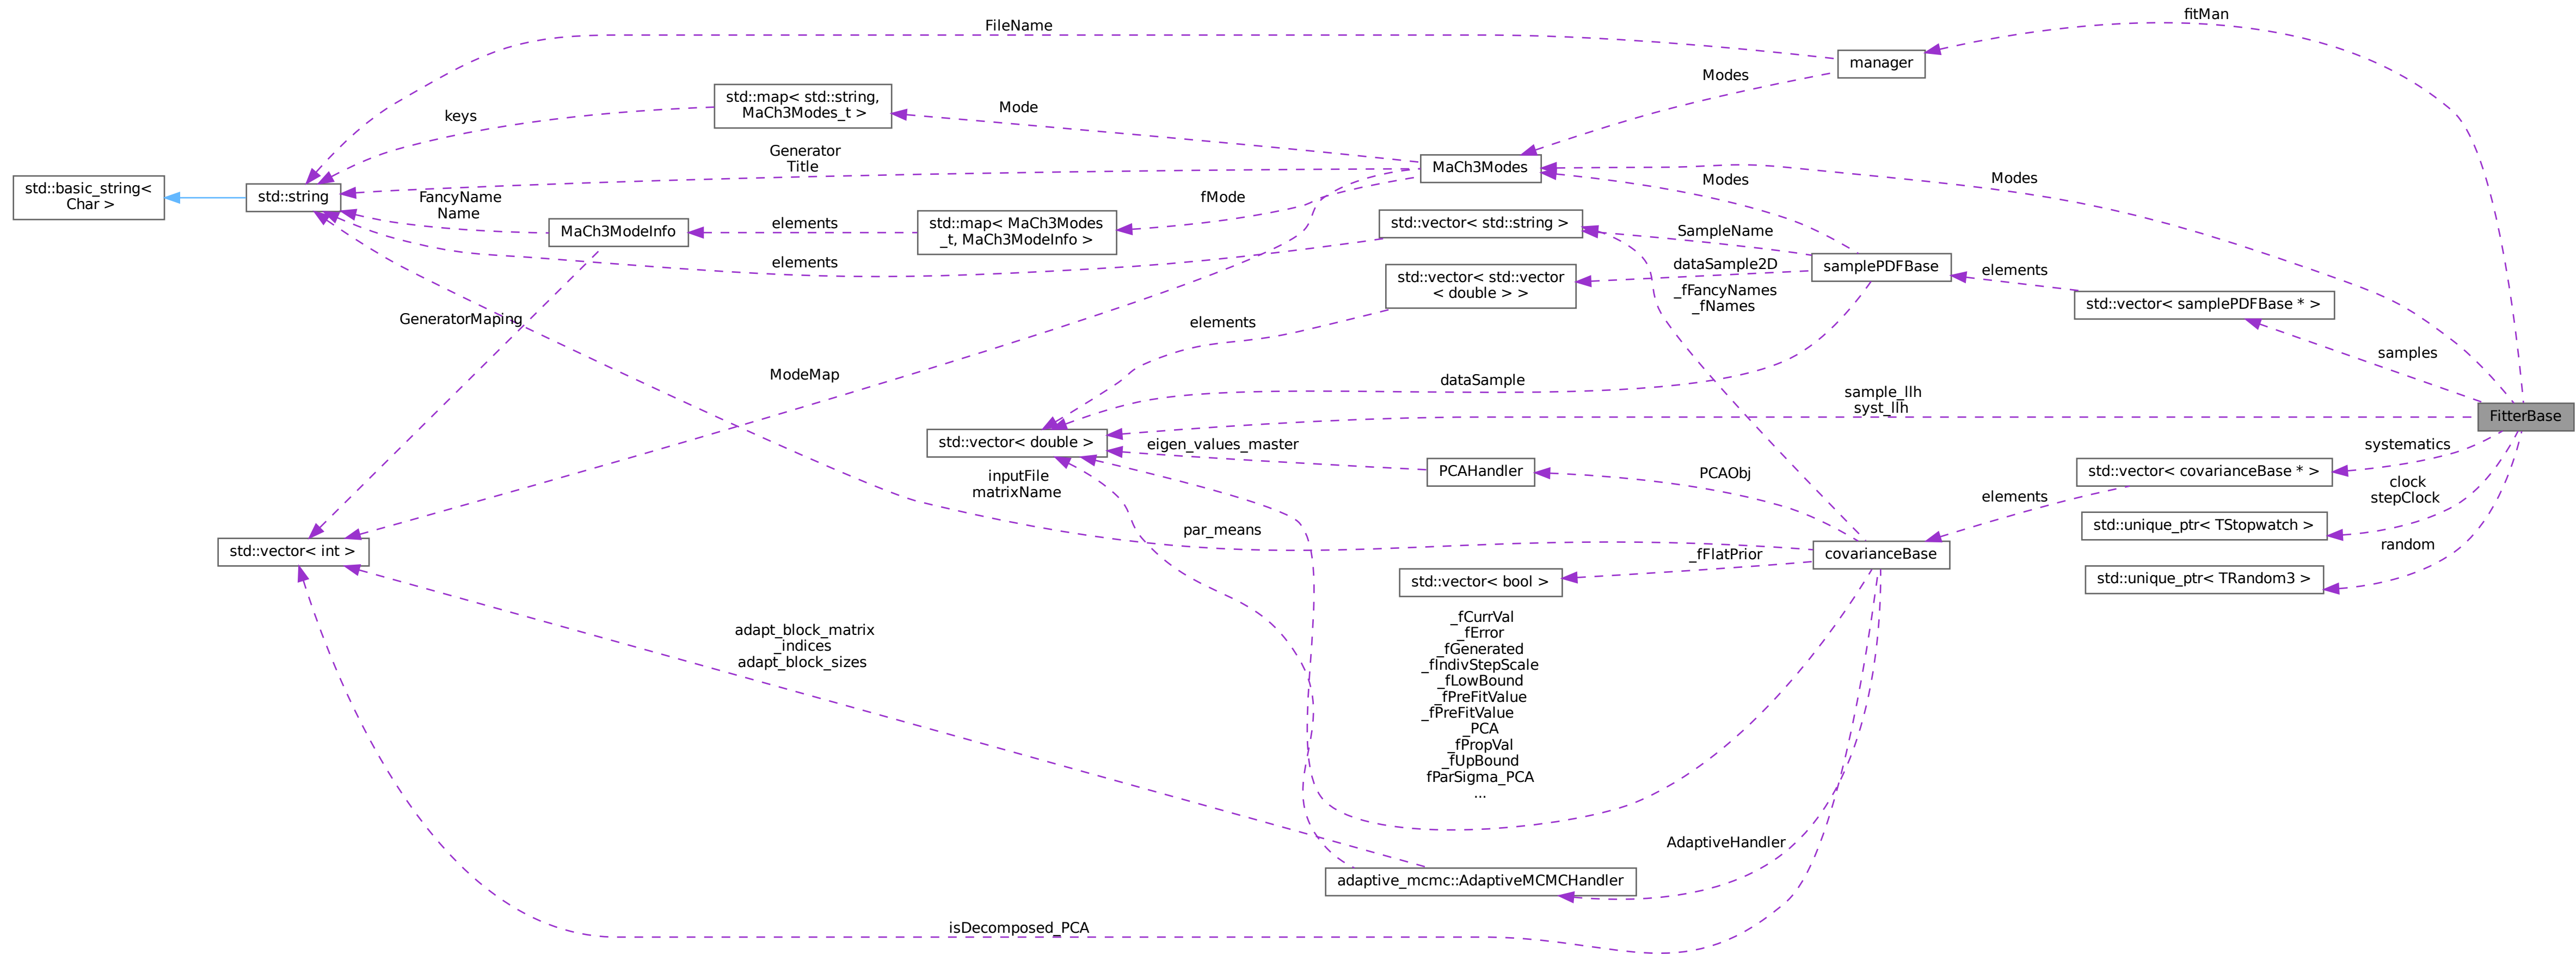 fitMan
FileName
manager
Modes
std::map< std::string,
MaCh3Modes_t >
Mode
keys
Generator
Title
MaCh3Modes
Modes
Modes
std::basic_string<
Char >
std::string
FancyName
Name
fMode
std::map< MaCh3Modes
_t, MaCh3ModeInfo >
elements
MaCh3ModeInfo
std::vector< std::string >
SampleName
elements
samplePDFBase
dataSample2D
elements
std::vector< std::vector
< double > >
_fFancyNames
_fNames
std::vector< samplePDFBase * >
GeneratorMaping
elements
samples
ModeMap
dataSample
sample_llh
syst_llh
FitterBase
std::vector< double >
eigen_values_master
systematics
PCAHandler
PCAObj
std::vector< covarianceBase * >
inputFile
matrixName
clock
stepClock
elements
std::unique_ptr< TStopwatch >
par_means
random
std::vector< int >
covarianceBase
_fFlatPrior
std::vector< bool >
std::unique_ptr< TRandom3 >
_fCurrVal
_fError
_fGenerated
_fIndivStepScale
_fLowBound
_fPreFitValue
_fPreFitValue
_PCA
_fPropVal
_fUpBound
fParSigma_PCA
...
adapt_block_matrix
_indices
adapt_block_sizes
AdaptiveHandler
adaptive_mcmc::AdaptiveMCMCHandler
isDecomposed_PCA